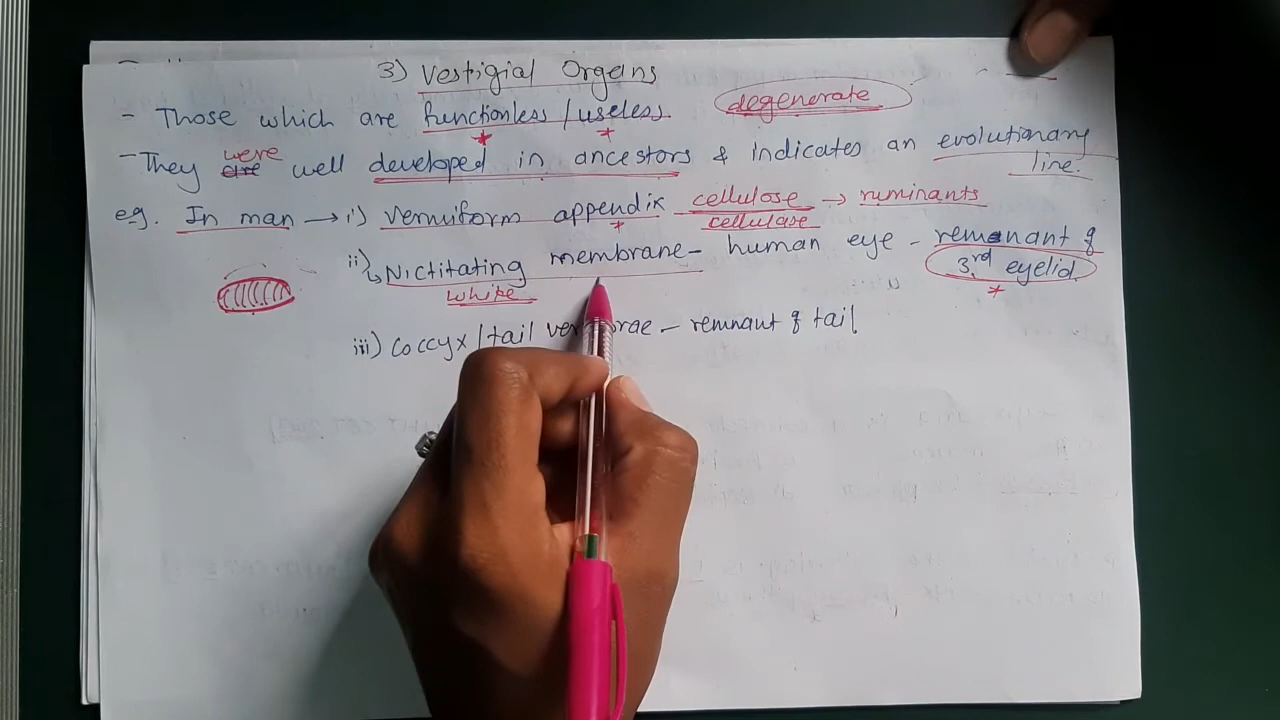 3) Vestigial Organs
- Those which are functionless / useless. degenerate
- They are were well developed in ancestors & indicates an evolutionary line.
eg. In man → i) Vermiform appendix cellulose → ruminants
cellulase
ii) Nictitating membrane - human eye - remanant of 3rd eyelid
white
iii) Coccyx / tail - remnant of tail